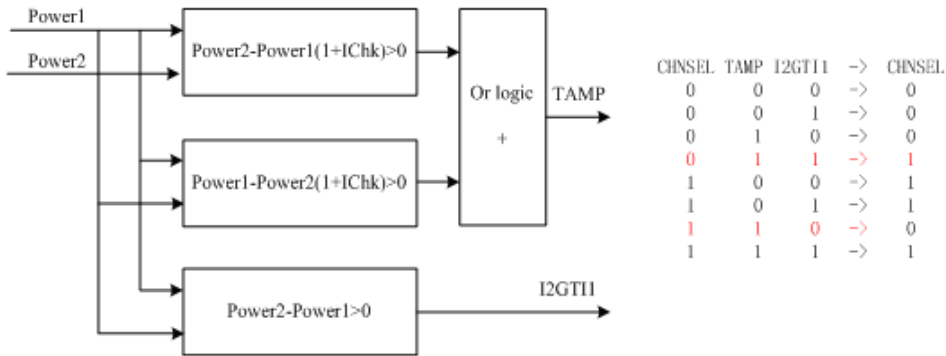 Power1
Power2
Power2-Power1(1+IChk)>0
Power1-Power2(1+IChk)>0
Power2-Power1>0
Or logic
+
TAMP
I2GTI1
CHNSEL TAMP I2GTI1 -> CHNSEL
0 0 0 -> 0
0 0 1 -> 0
0 1 0 -> 0
0 1 1 -> 1
1 0 0 -> 1
1 0 1 -> 1
1 1 0 -> 0
1 1 1 -> 1